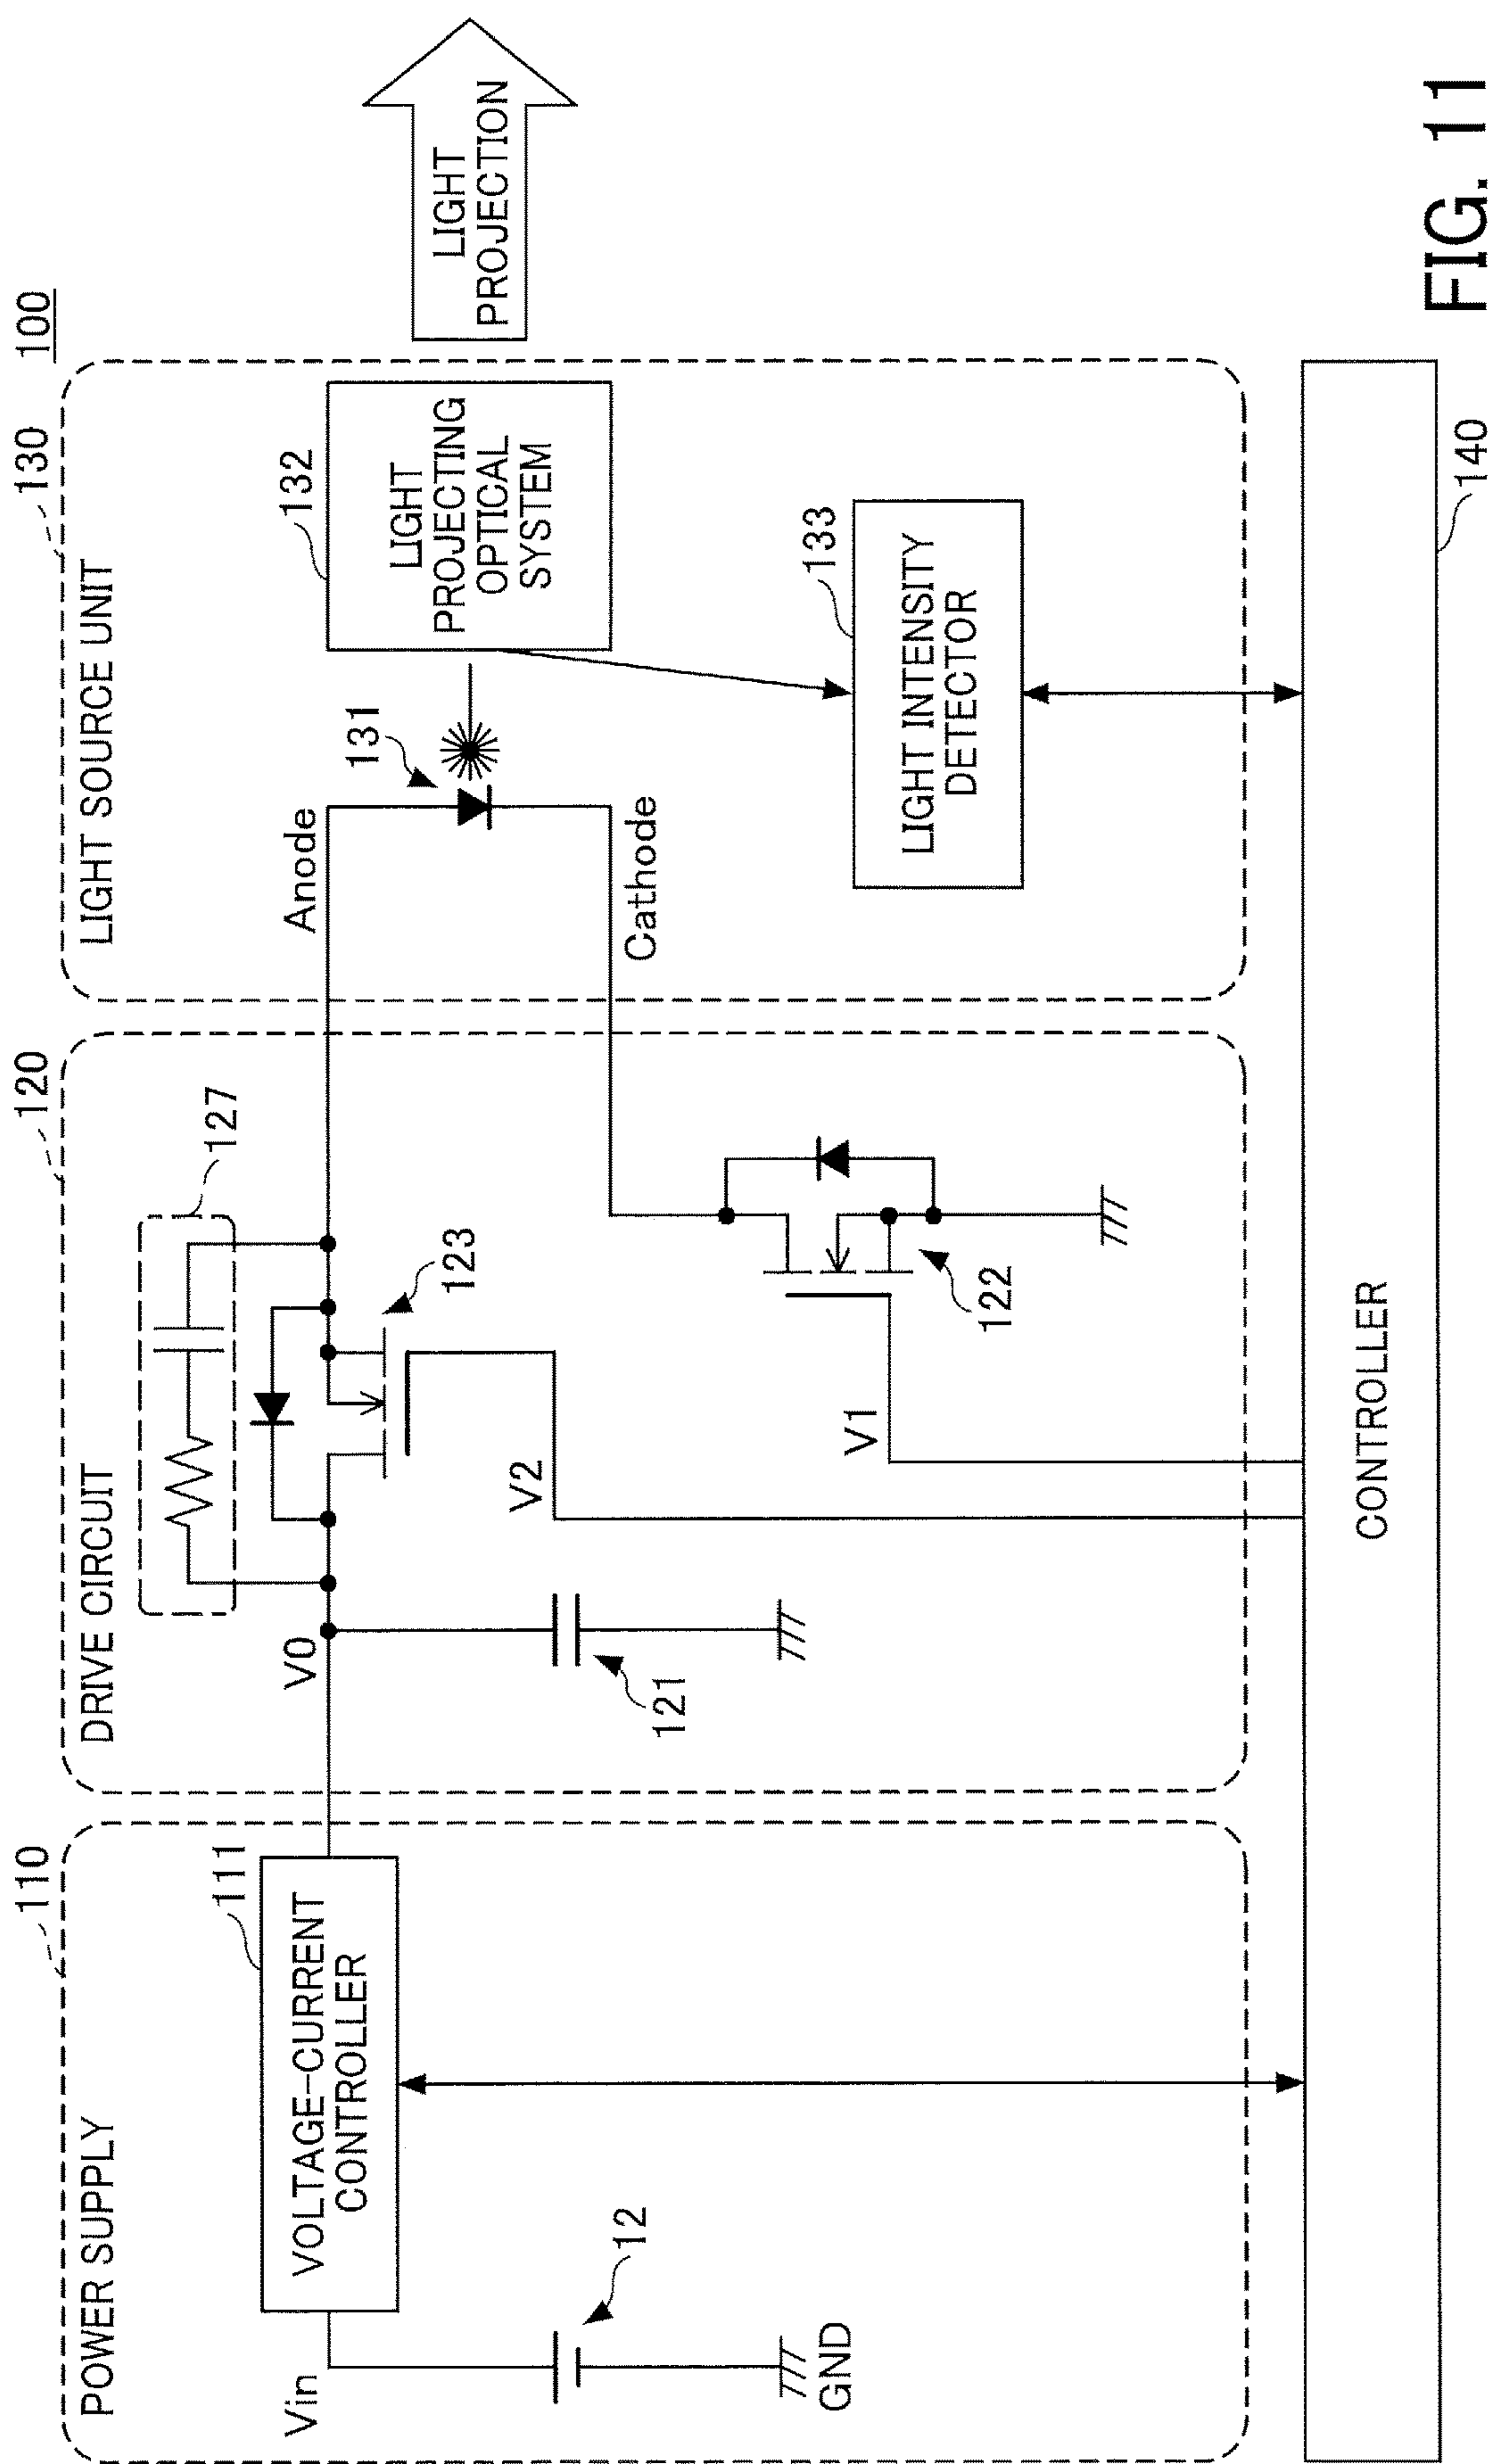 100
110
POWER SUPPLY
111
VOLTAGE-CURRENT
CONTROLLER
Vin
12
GND
120
DRIVE CIRCUIT
127
V0
123
121
V2
V1
122
130
LIGHT SOURCE UNIT
Anode
131
132
LIGHT
PROJECTING
OPTICAL
SYSTEM
Cathode
133
LIGHT INTENSITY
DETECTOR
LIGHT
PROJECTION
CONTROLLER
140
FIG. 11